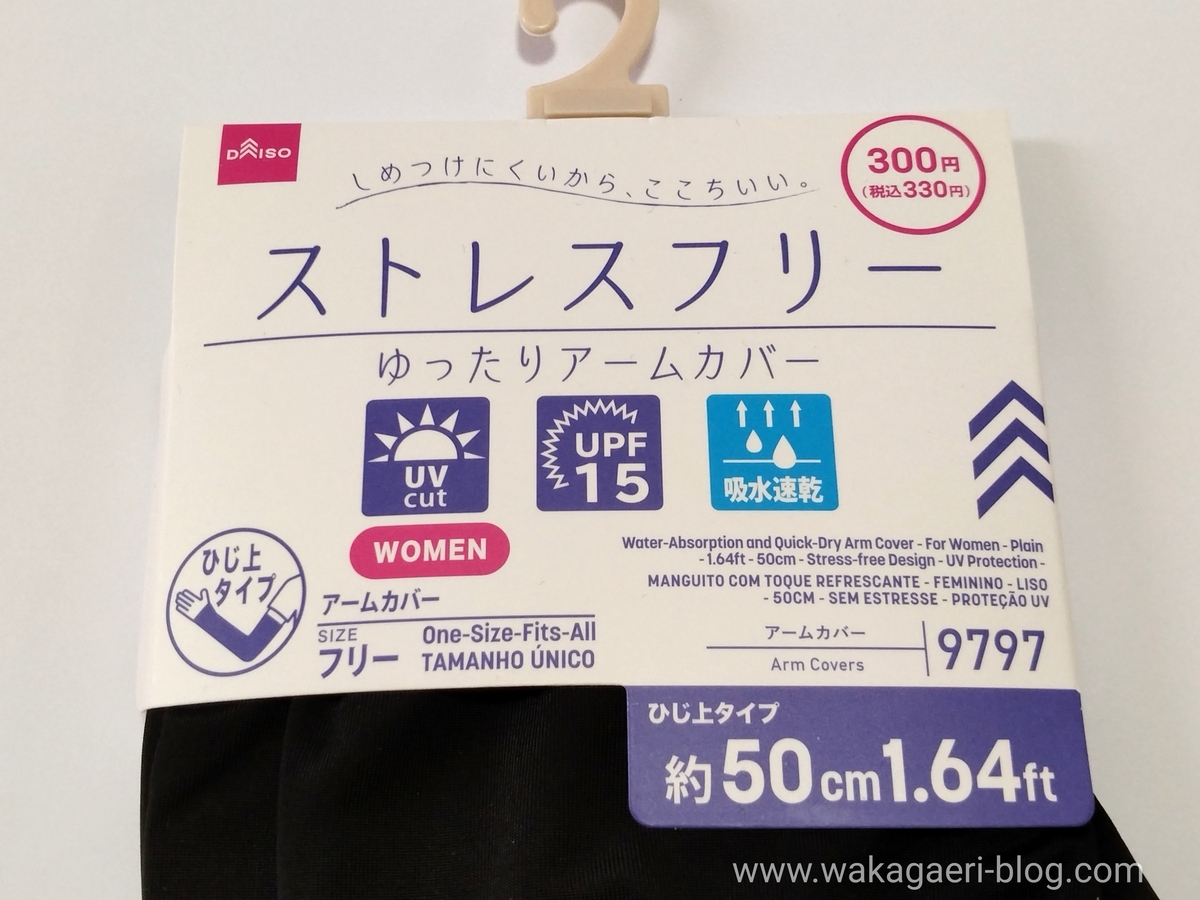 DAISO
しめつけにくいから、ここちいい。
300円
(税込330円)
ストレスフリー
ゆったりアームカバー
UV
cut
UPF
15
吸水速乾
WOMEN
ひじ上
タイプ
アームカバー
SIZE
フリー
One-Size-Fits-All
TAMANHO ÚNICO
Water-Absorption and Quick-Dry Arm Cover - For Women - Plain
- 1.64ft - 50cm - Stress-free Design - UV Protection -
MANGUITO COM TOQUE REFRESCANTE - FEMININO - LISO
- 50CM - SEM ESTRESSE - PROTEÇÃO UV
アームカバー
Arm Covers
9797
ひじ上タイプ
約50cm1.64ft
www.wakagaeri-blog.com